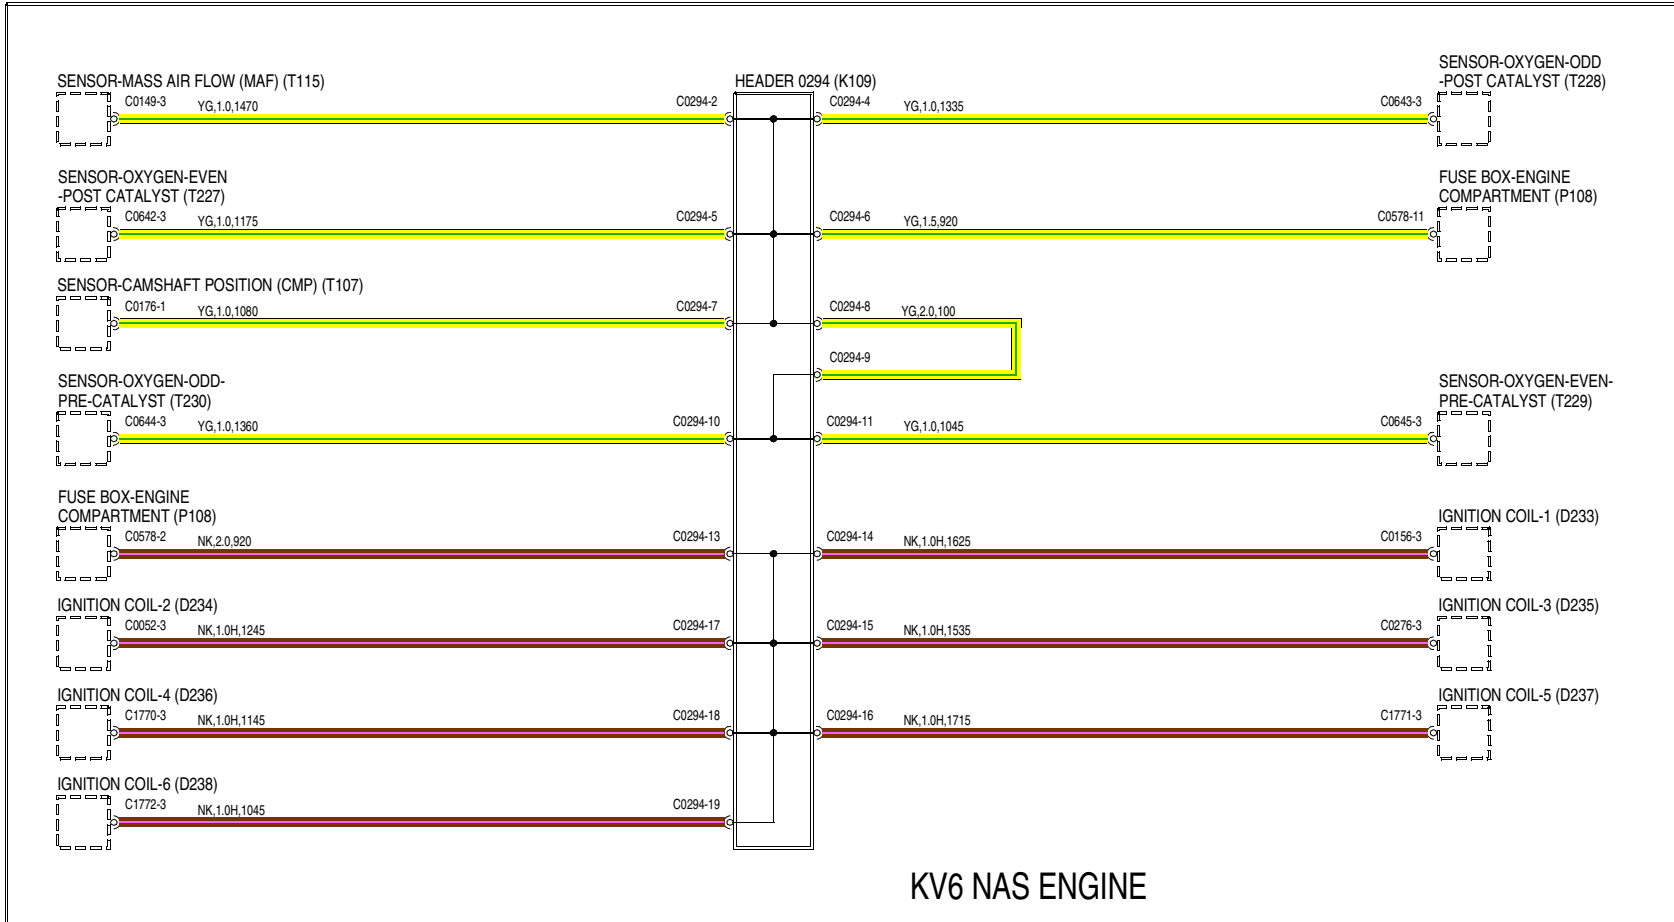 SENSOR-MASS AIR FLOW (MAF) (T115)
C0149-3
YG,1.0,1470
C0294-2
HEADER 0294 (K109)
C0294-4
YG,1.0,1335
C0643-3
SENSOR-OXYGEN-ODD
-POST CATALYST (T228)
SENSOR-OXYGEN-EVEN
-POST CATALYST (T227)
C0642-3
YG,1.0,1175
C0294-5
C0294-6
YG,1.5,920
C0578-11
FUSE BOX-ENGINE
COMPARTMENT (P108)
SENSOR-CAMSHAFT POSITION (CMP) (T107)
C0176-1
YG,1.0,1080
C0294-7
C0294-8
YG,2.0,100
C0294-9
SENSOR-OXYGEN-ODD-
PRE-CATALYST (T230)
C0644-3
YG,1.0,1360
C0294-10
C0294-11
YG,1.0,1045
C0645-3
SENSOR-OXYGEN-EVEN-
PRE-CATALYST (T229)
FUSE BOX-ENGINE
COMPARTMENT (P108)
C0578-2
NK,2.0,920
C0294-13
C0294-14
NK,1.0H,1625
C0156-3
IGNITION COIL-1 (D233)
IGNITION COIL-2 (D234)
C0052-3
NK,1.0H,1245
C0294-17
C0294-15
NK,1.0H,1535
C0276-3
IGNITION COIL-3 (D235)
IGNITION COIL-4 (D236)
C1770-3
NK,1.0H,1145
C0294-18
C0294-16
NK,1.0H,1715
C1771-3
IGNITION COIL-5 (D237)
IGNITION COIL-6 (D238)
C1772-3
NK,1.0H,1045
C0294-19
KV6 NAS ENGINE